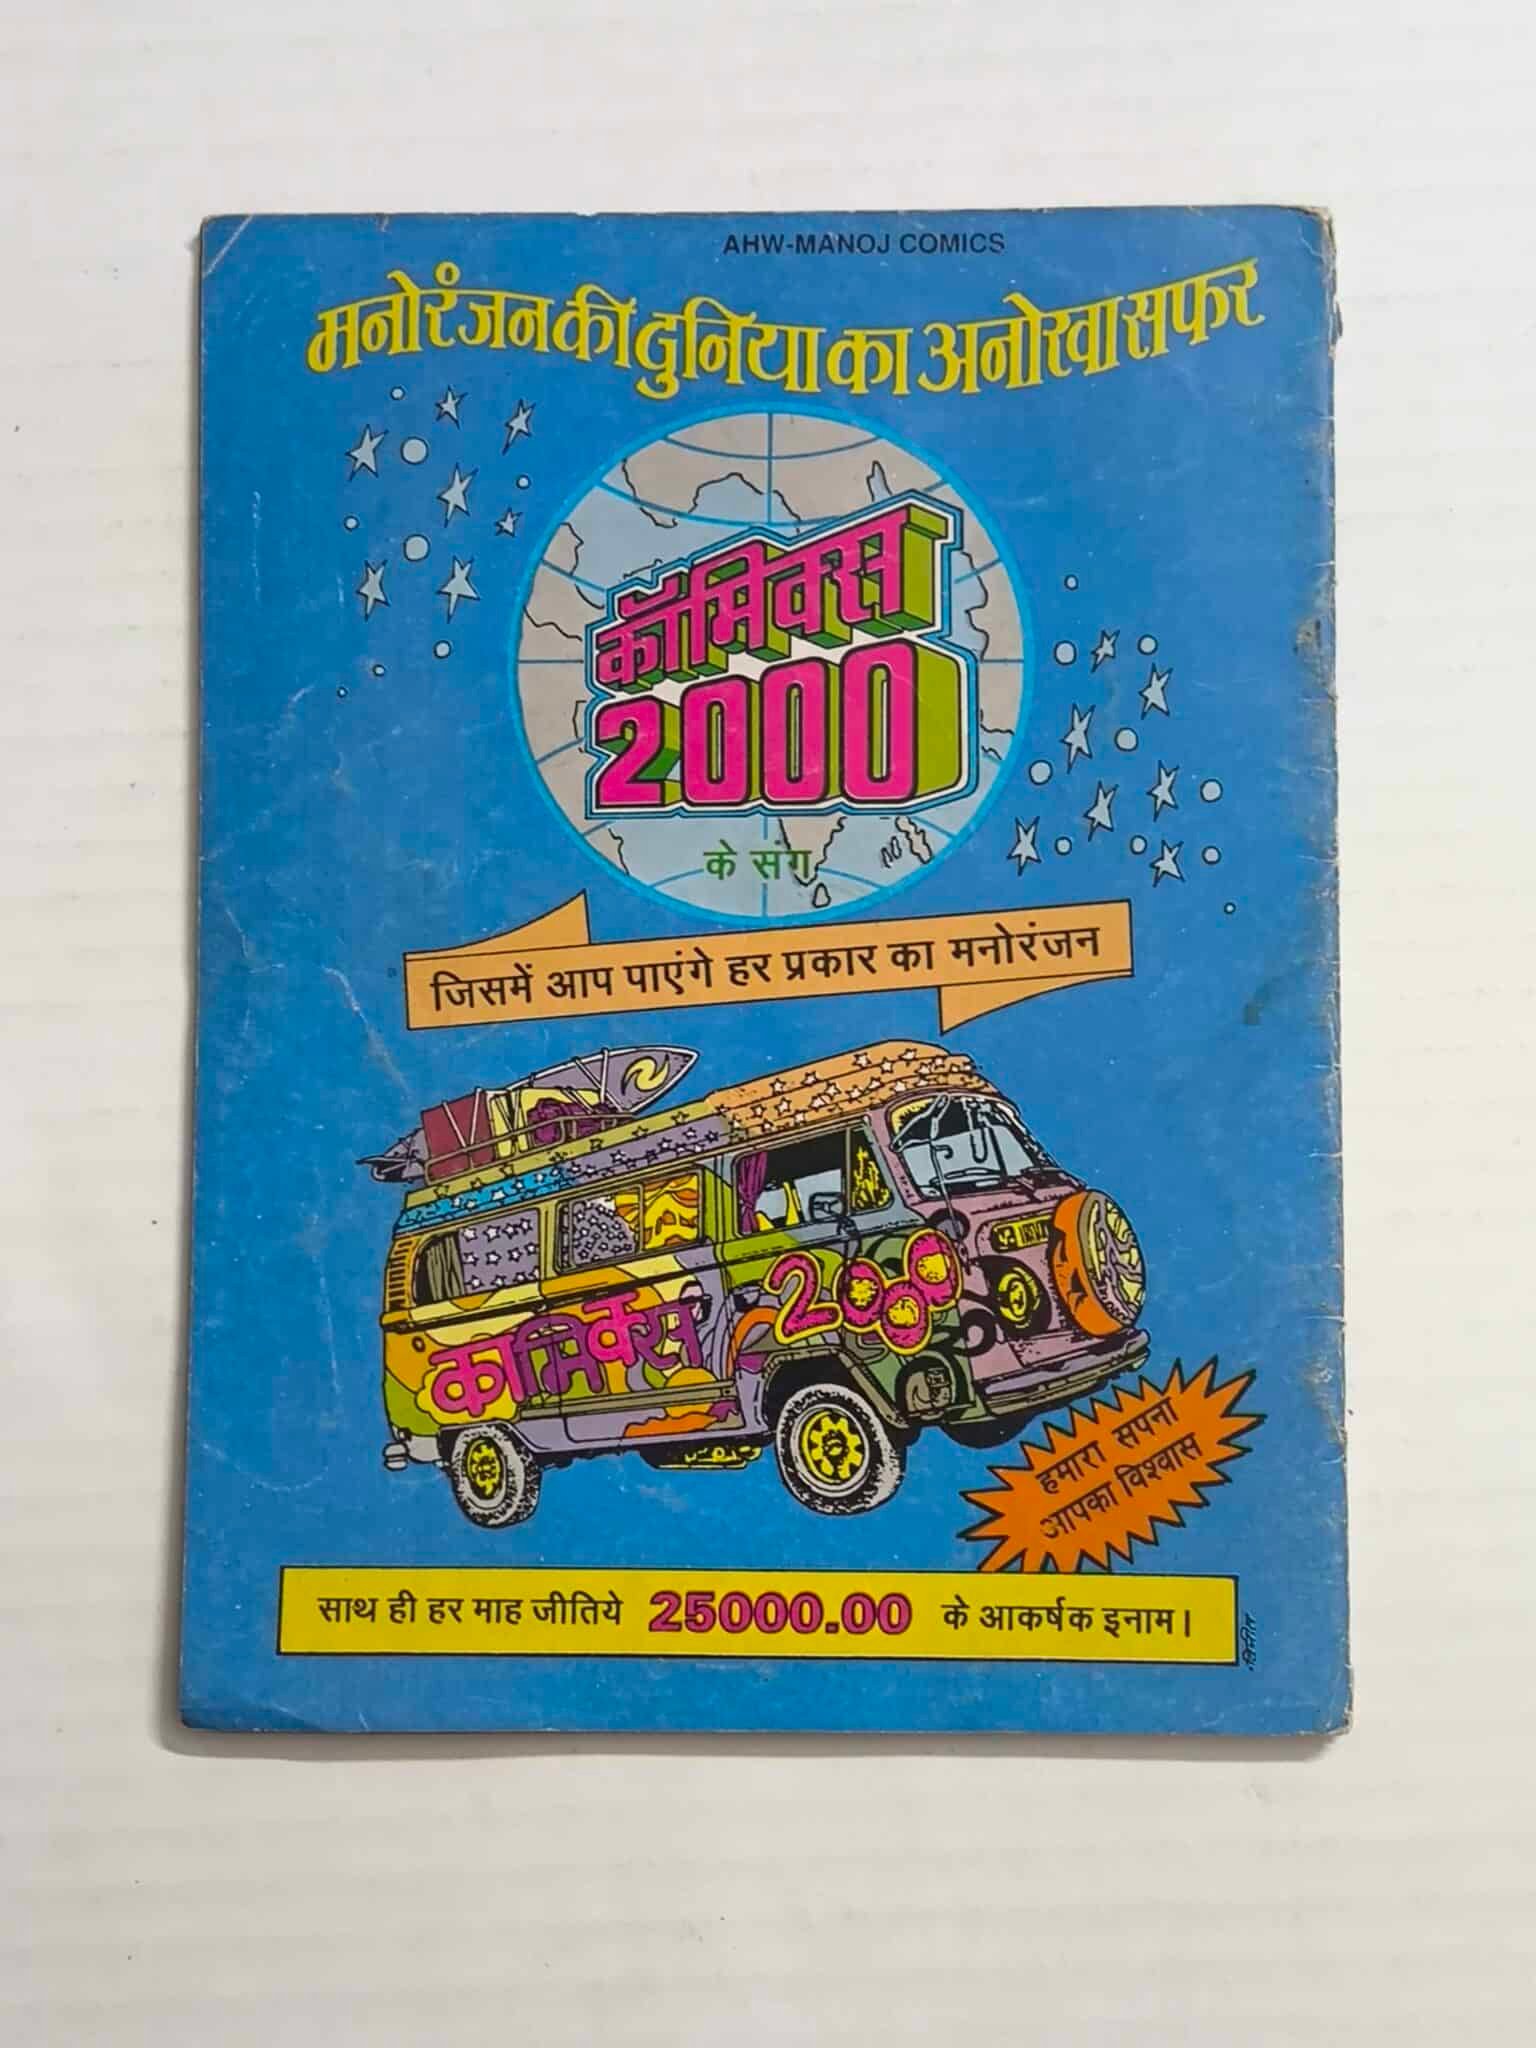 AHW-MANOJ COMICS
मनोरंजन की दुनिया का अनोखा सफर
कॉमिक्स
2000
के संग
जिसमें आप पाएंगे हर प्रकार का मनोरंजन
कामिक्स 2000
हमारा सपना
आपका विश्वास
साथ ही हर माह जीतिये 25000.00 के आकर्षक इनाम।